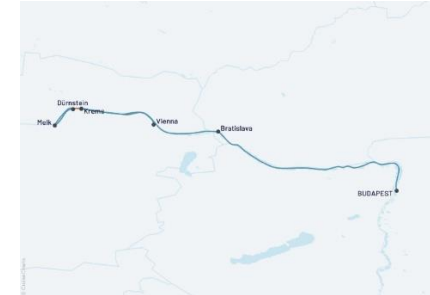 Dürnstein
Krems
Melk
Vienna
Bratislava
BUDAPEST